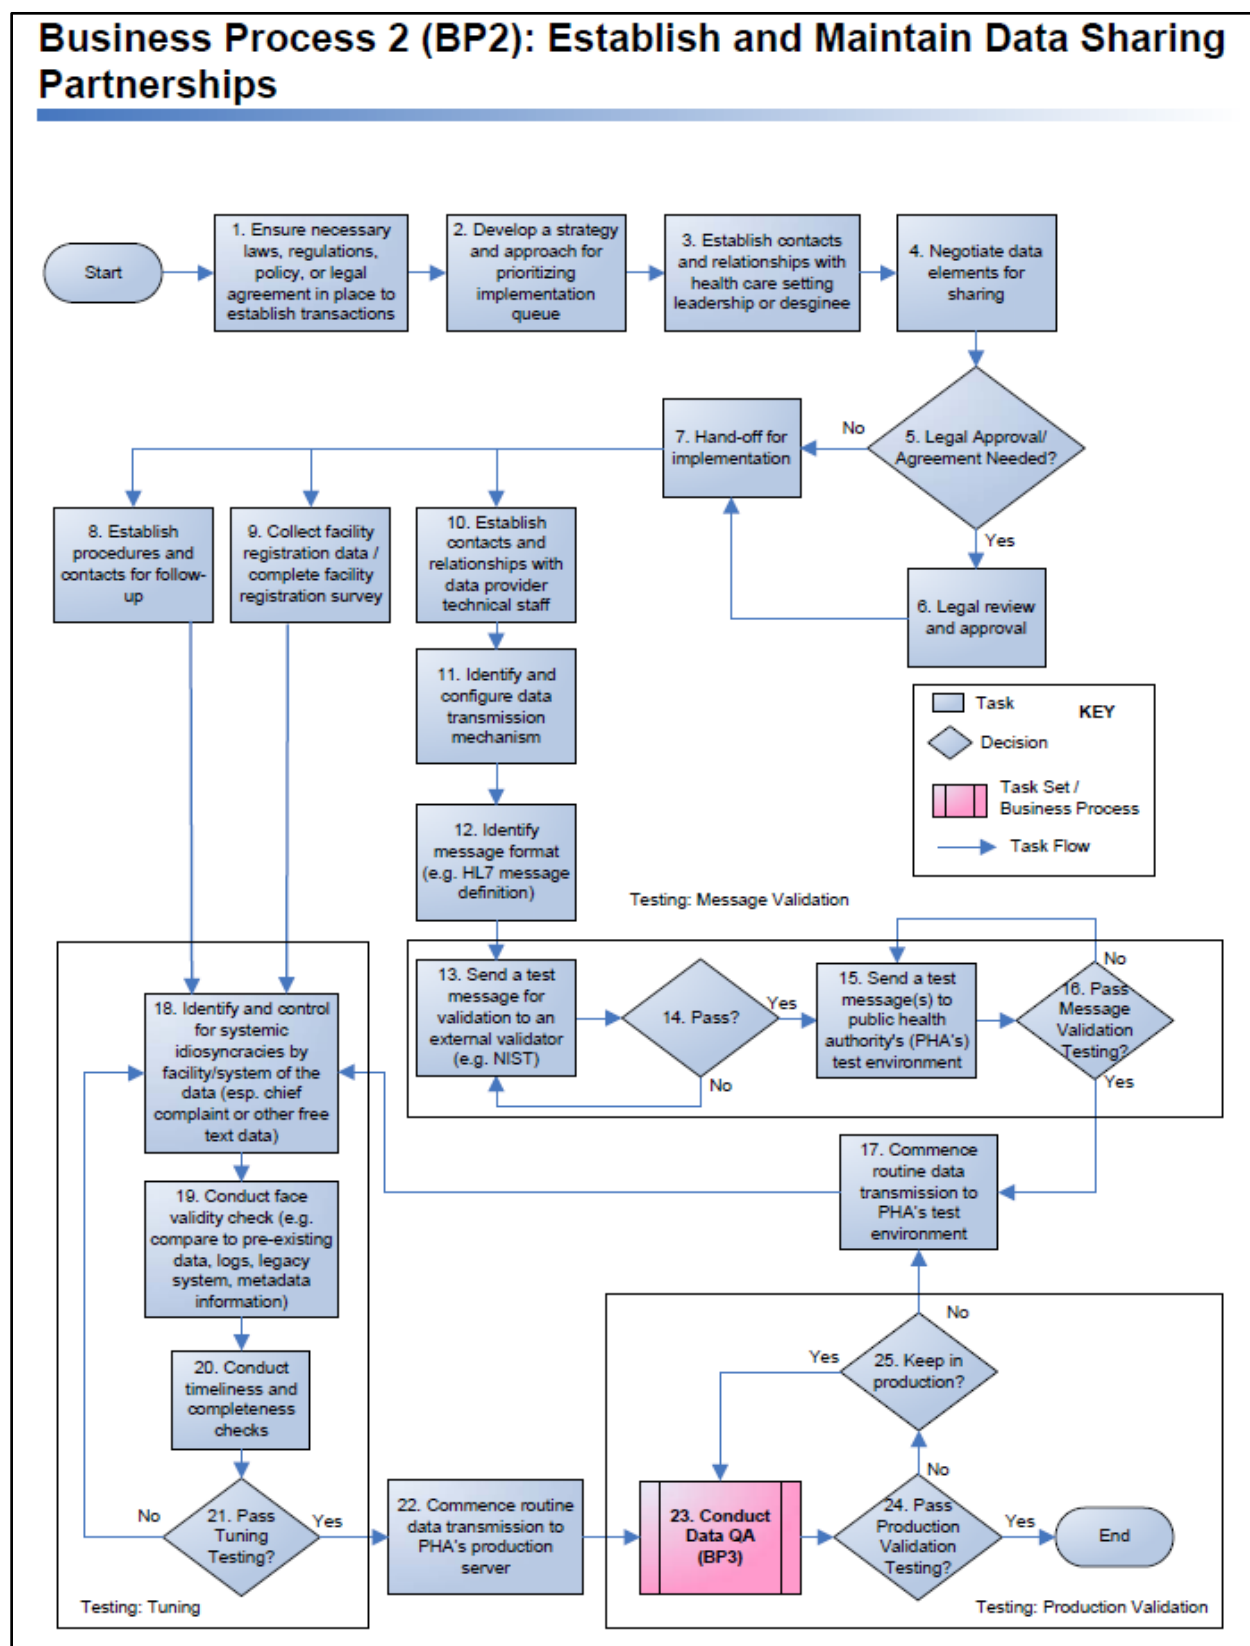 Business Process 2 (BP2): Establish and Maintain Data Sharing
Partnerships
Start
1. Ensure necessary
laws, regulations,
policy, or legal
agreement in place to
establish transactions
2. Develop a strategy
and approach for
prioritizing
implementation
queue
3. Establish contacts
and relationships with
health care setting
leadership or desginee
4. Negotiate data
elements for
sharing
5. Legal Approval/
Agreement Needed?
No
Yes
6. Legal review
and approval
7. Hand-off for
implementation
8. Establish
procedures and
contacts for follow-
up
9. Collect facility
registration data /
complete facility
registration survey
10. Establish
contacts and
relationships with
data provider
technical staff
11. Identify and
configure data
transmission
mechanism
12. Identify
message format
(e.g. HL7 message
definition)
KEY
Task
Decision
Task Set /
Business Process
Task Flow
Testing: Message Validation
13. Send a test
message for
validation to an
external validator
(e.g. NIST)
14. Pass?
Yes
No
15. Send a test
message(s) to
public health
authority's (PHA's)
test environment
16. Pass
Message
Validation
Testing?
No
Yes
17. Commence
routine data
transmission to
PHA's test
environment
18. Identify and control
for systemic
idiosyncracies by
facility/system of the
data (esp. chief
complaint or other free
text data)
19. Conduct face
validity check (e.g.
compare to pre-existing
data, logs, legacy
system, metadata
information)
20. Conduct
timeliness and
completeness
checks
21. Pass
Tuning
Testing?
No
Yes
Testing: Tuning
22. Commence routine
data transmission to
PHA's production
server
23. Conduct
Data QA
(BP3)
24. Pass
Production
Validation
Testing?
No
Yes
25. Keep in
production?
Yes
No
End
Testing: Production Validation